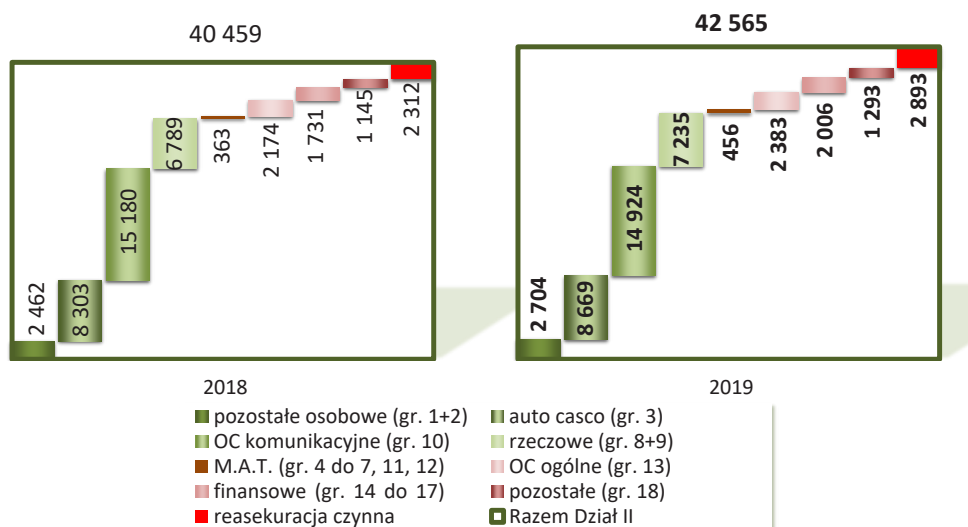 40 459
2 462
8 303
15 180
6 789
363
2 174
1 731
1 145
2 312
2018
42 565
2 704
8 669
14 924
7 235
456
2 383
2 006
1 293
2 893
2019
pozostałe osobowe (gr. 1+2)
auto casco (gr. 3)
OC komunikacyjne (gr. 10)
rzeczowe (gr. 8+9)
M.A.T. (gr. 4 do 7, 11, 12)
OC ogólne (gr. 13)
finansowe (gr. 14 do 17)
pozostałe (gr. 18)
reasekuracja czynna
Razem Dział II